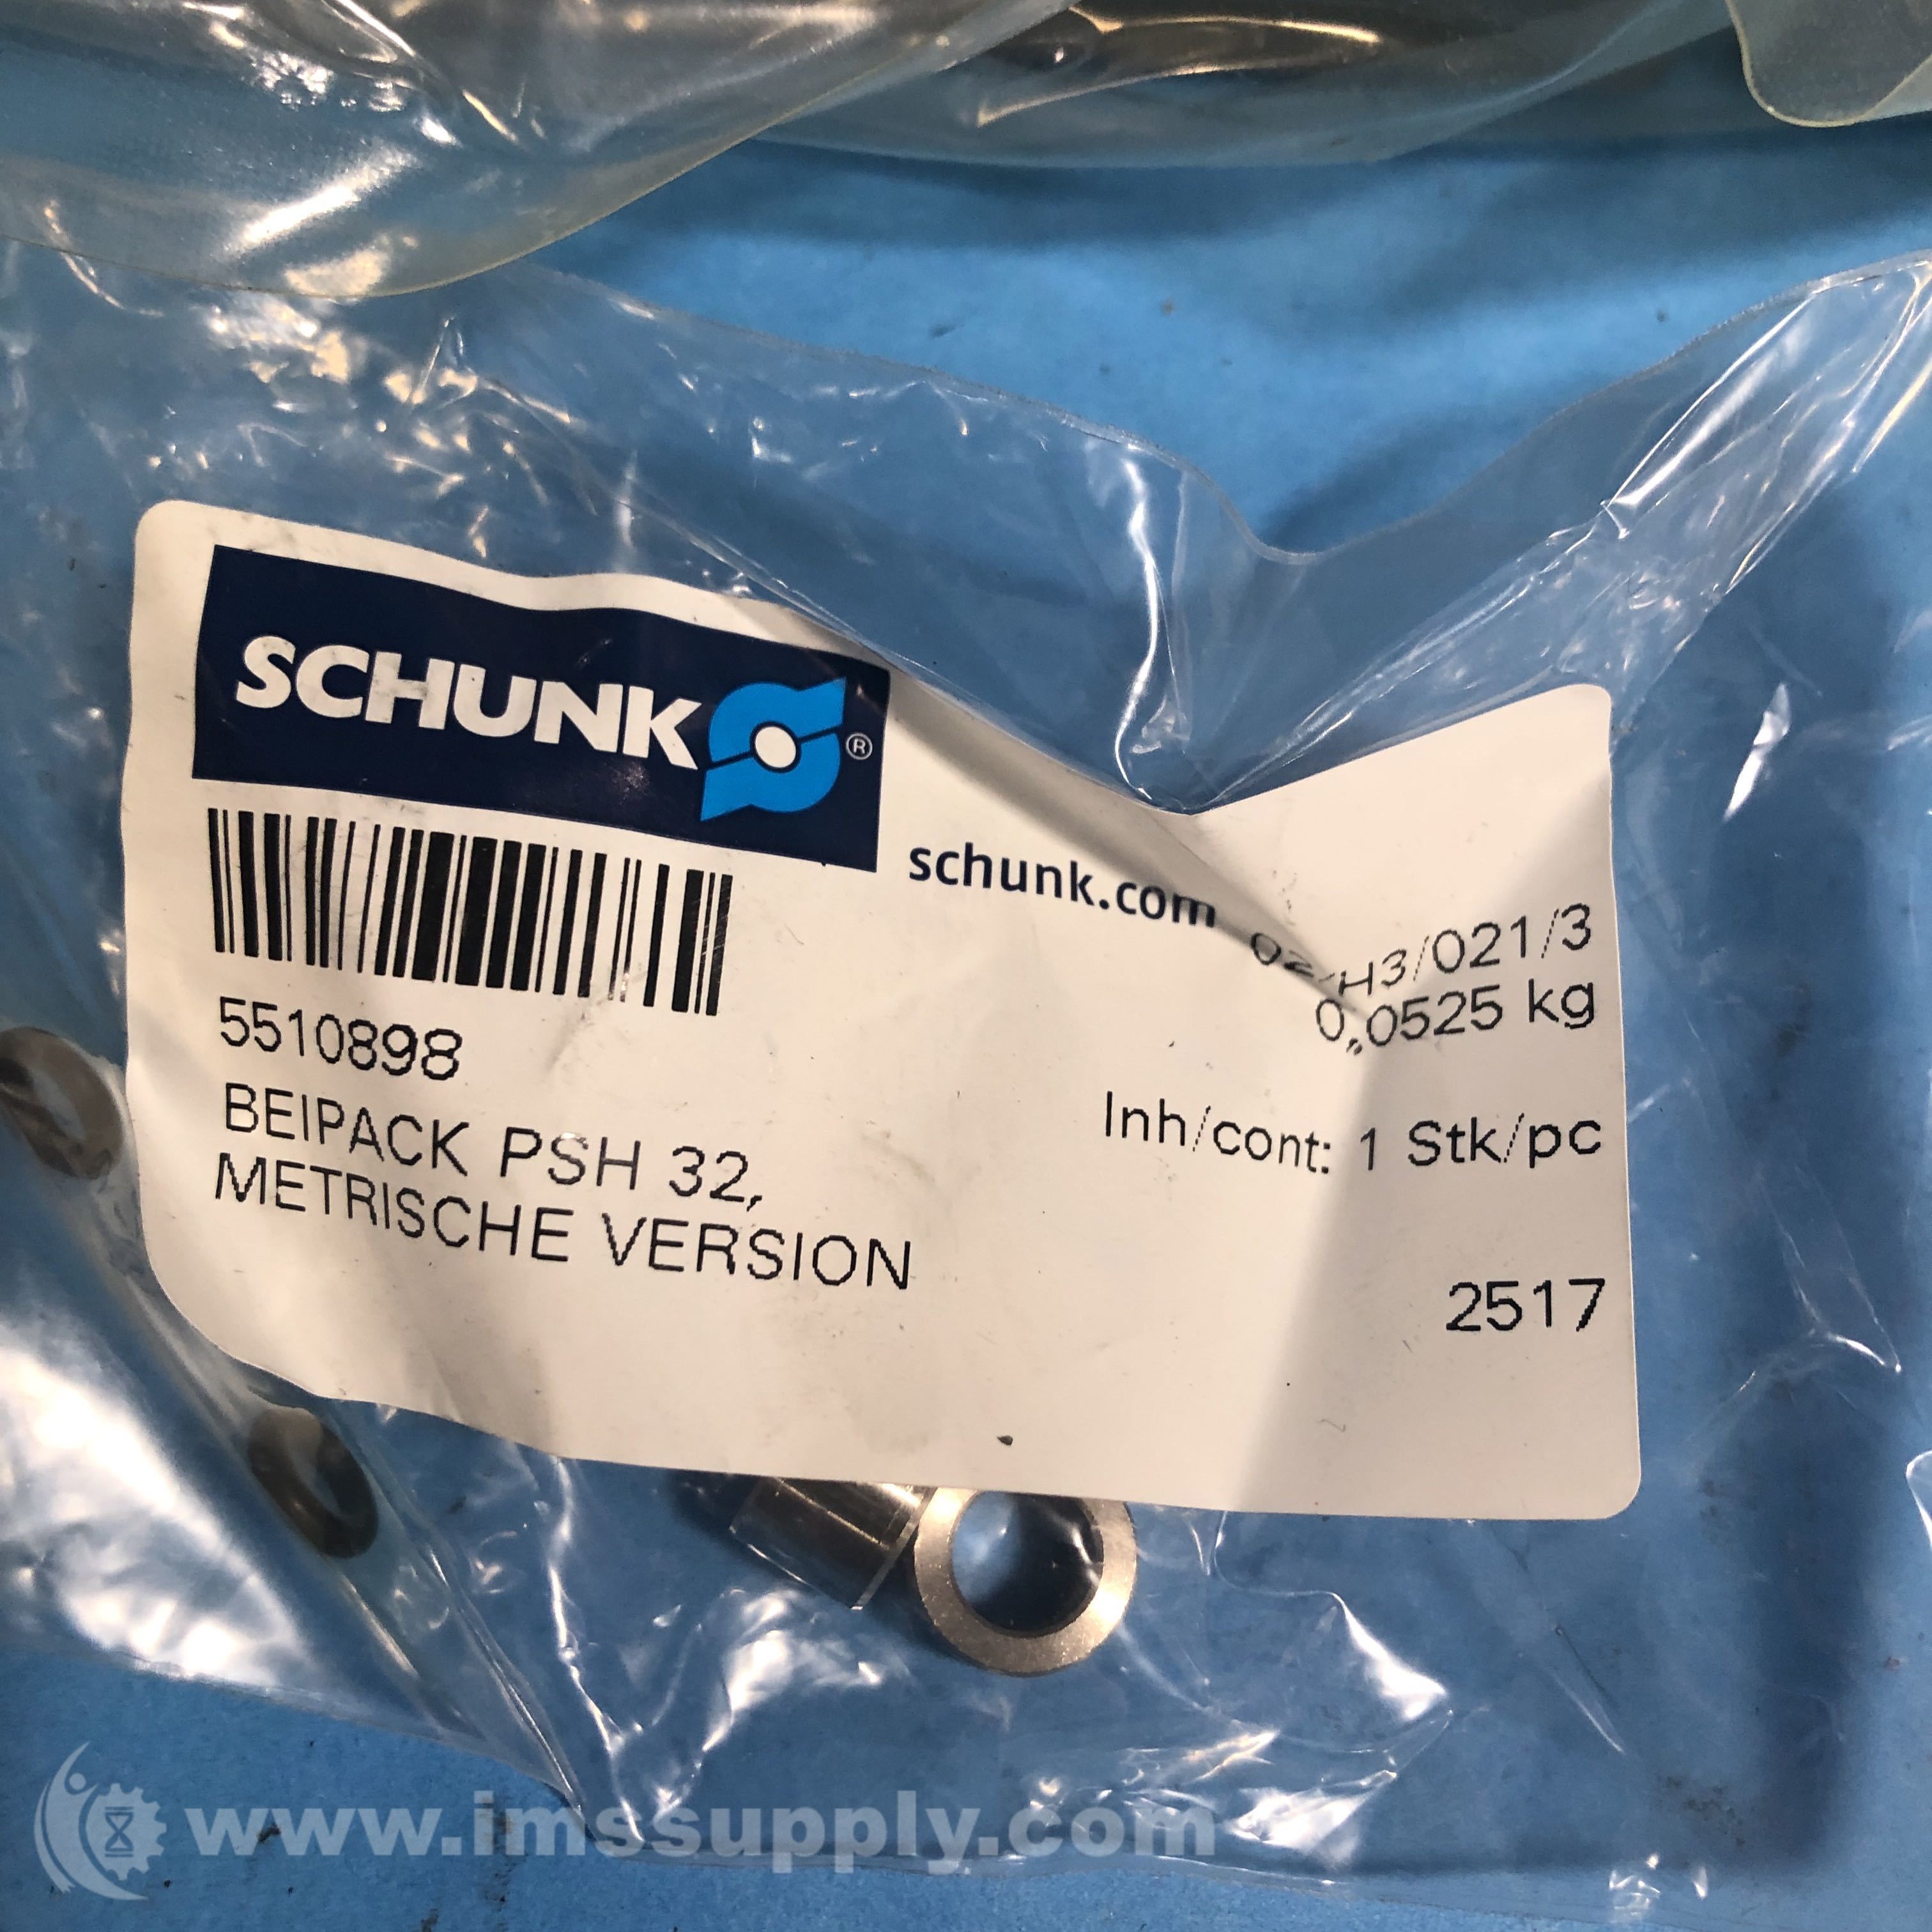 SCHUNK ®
schunk.com
02/H3/021/3
0,0525 kg
5510898
Inh/cont: 1 Stk/pc
BEIPACK PSH 32,
METRISCHE VERSION
2517
www.imssupply.com